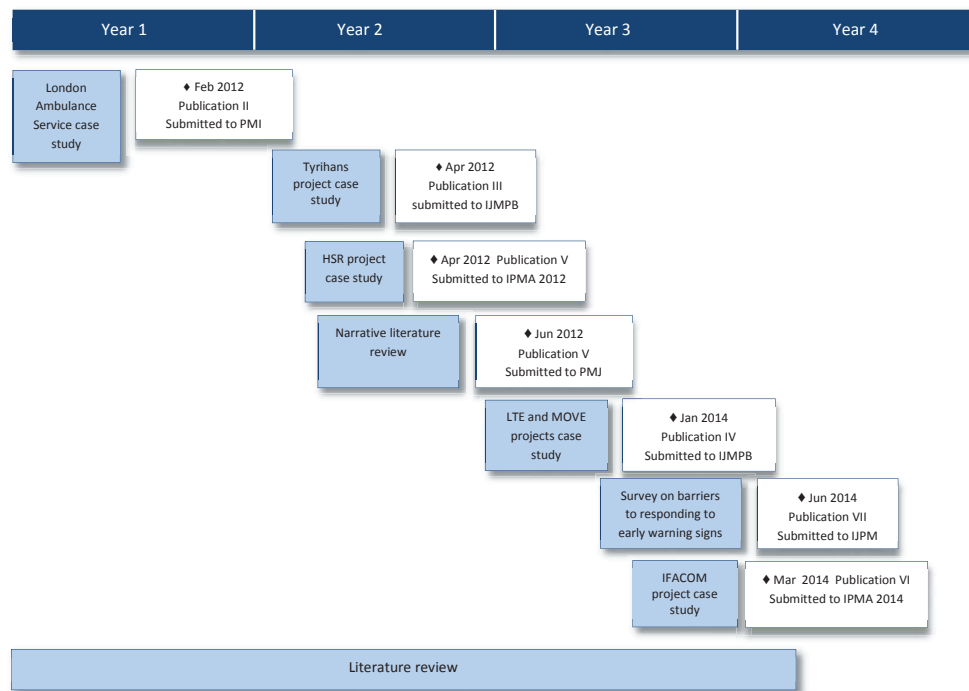 Year 1
Year 2
Year 3
Year 4
London
Ambulance
Service case
study
♦ Feb 2012
Publication II
Submitted to PMI
Tyrihans
project case
study
♦ Apr 2012
Publication III
submitted to IJMPB
HSR project
case study
♦ Apr 2012 Publication V
Submitted to IPMA 2012
Narrative literature
review
♦ Jun 2012
Publication V
Submitted to PMJ
LTE and MOVE
projects case
study
♦ Jan 2014
Publication IV
Submitted to IJMPB
Survey on barriers
to responding to
early warning signs
♦ Jun 2014
Publication VII
Submitted to IJPM
IFACOM
project case
study
♦ Mar 2014 Publication VI
Submitted to IPMA 2014
Literature review